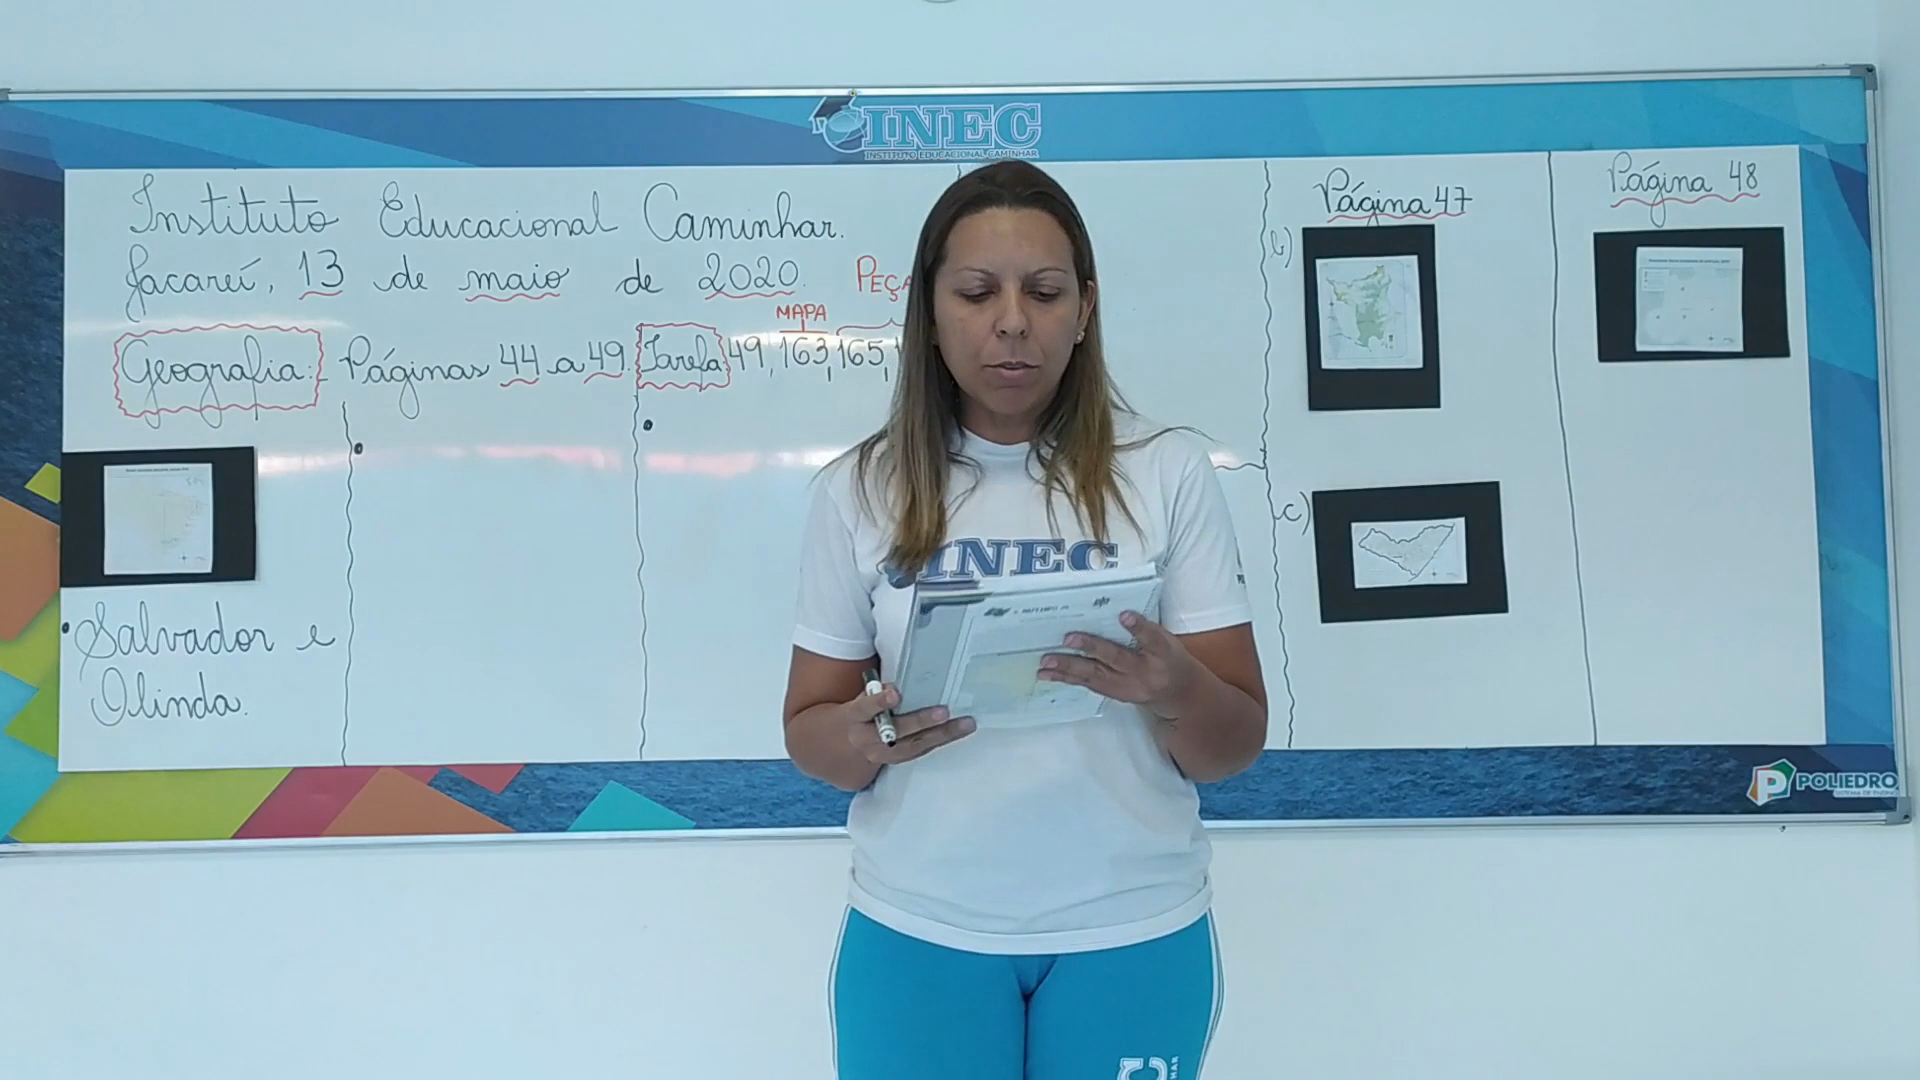 INEC
INSTITUTO EDUCACIONAL CAMINHAR
Instituto Educacional Caminhar.
Jacareí, 13 de maio de 2020.
PEÇA
MAPA
Geografia: Páginas 44 a 49. Tarefa: 49, 163, 165,
Salvador e
Olinda.
Página 47
b)
c)
Página 48
INEC
POLIEDRO